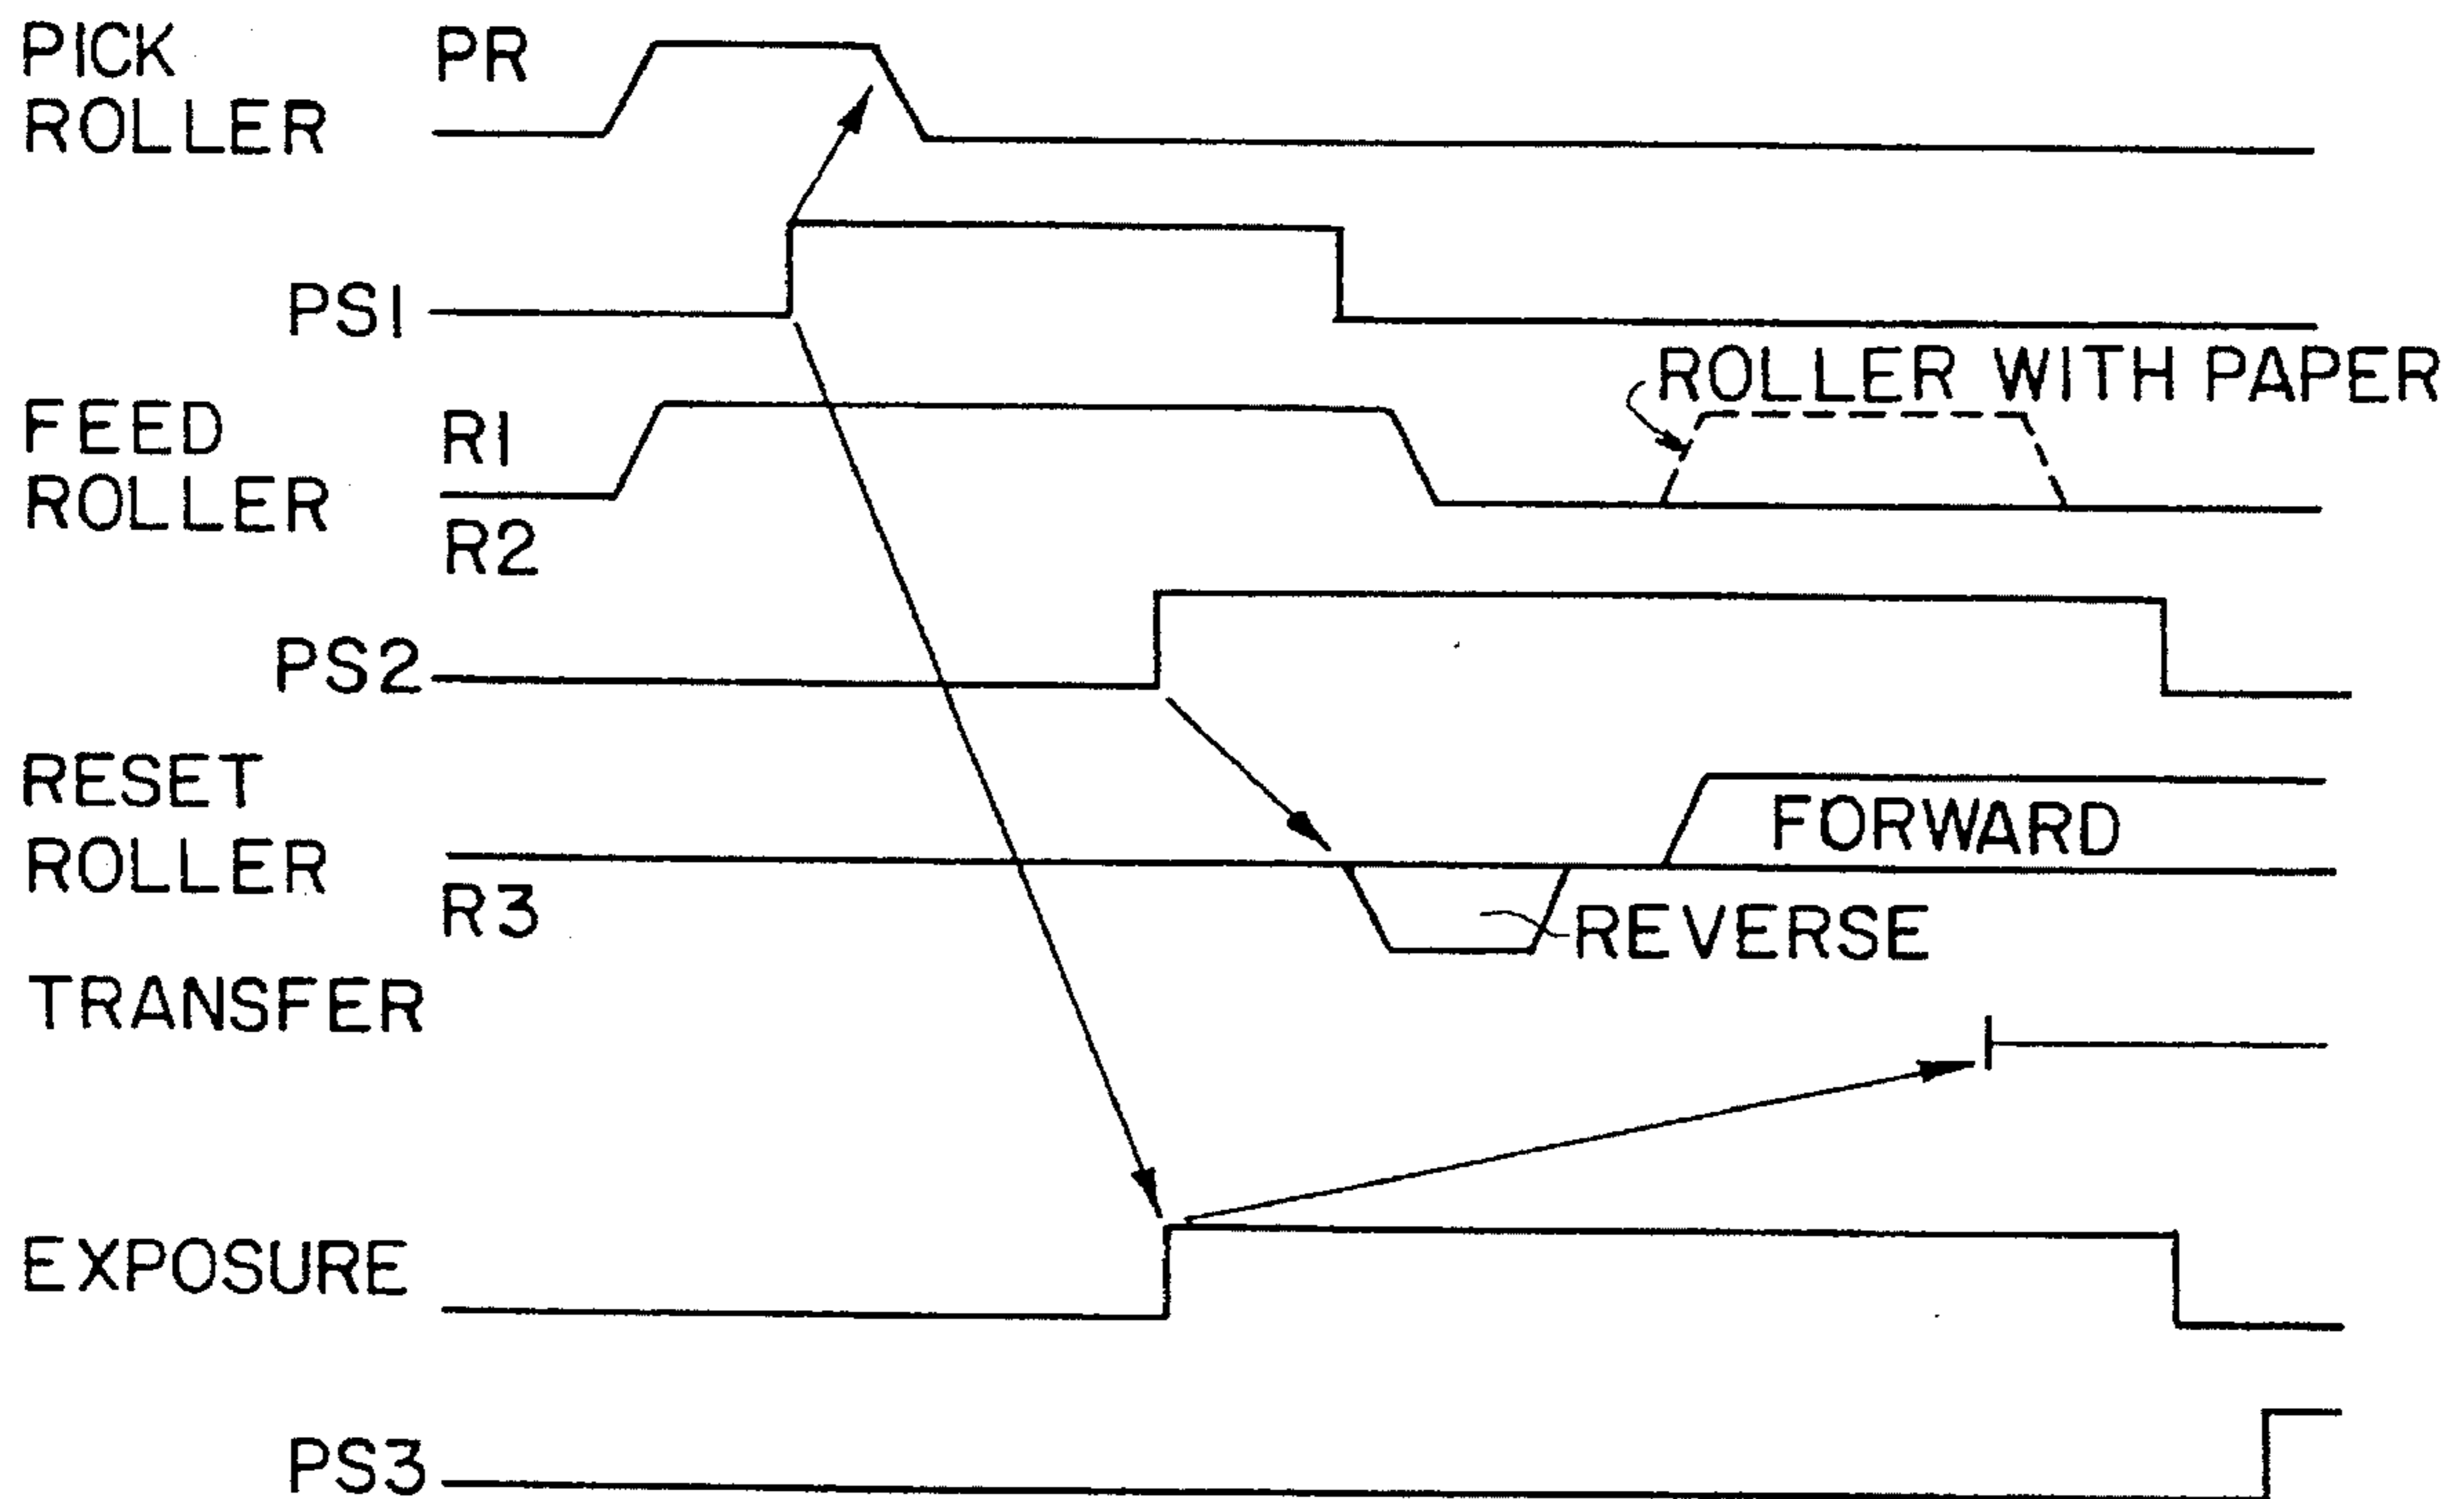 PICK PR
ROLLER
PS1
ROLLER WITH PAPER
FEED R1
ROLLER
R2
PS2
RESET
FORWARD
ROLLER
R3
REVERSE
TRANSFER
EXPOSURE
PS3